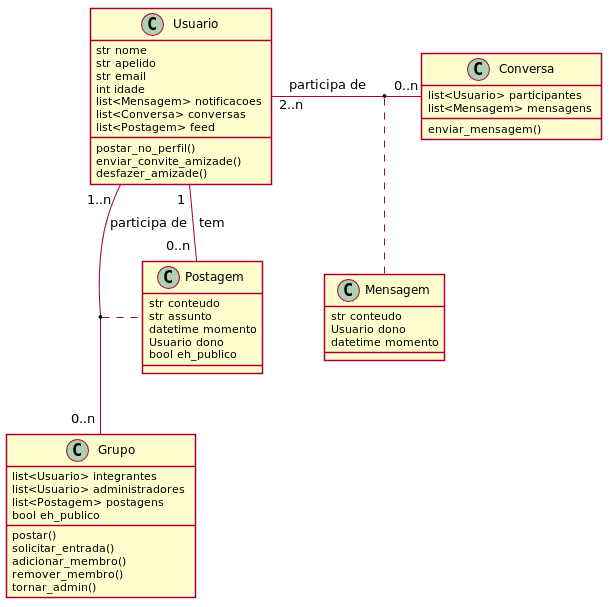 C Usuario
str nome
str apelido
str email
int idade
list<Mensagem> notificacoes
list<Conversa> conversas
list<Postagem> feed
postar_no_perfil()
enviar_convite_amizade()
desfazer_amizade()
participa de
2..n
0..n
C Conversa
list<Usuario> participantes
list<Mensagem> mensagens
enviar_mensagem()
1..n
1
participa de
tem
0..n
C Postagem
str conteudo
str assunto
datetime momento
Usuario dono
bool eh_publico
C Mensagem
str conteudo
Usuario dono
datetime momento
0..n
C Grupo
list<Usuario> integrantes
list<Usuario> administradores
list<Postagem> postagens
bool eh_publico
postar()
solicitar_entrada()
adicionar_membro()
remover_membro()
tornar_admin()